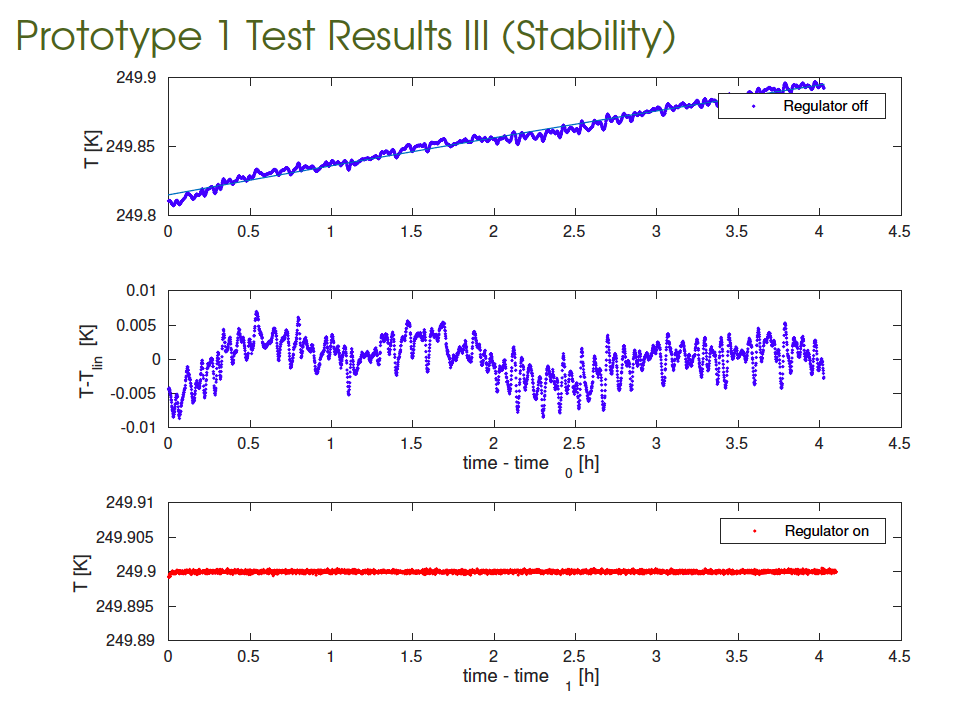 Prototype 1 Test Results III (Stability)
249.9
249.85
249.8
T [K]
Regulator off
0 0.5 1 1.5 2 2.5 3 3.5 4 4.5
0.01
0.005
0
-0.005
-0.01
T-Tlin [K]
0 0.5 1 1.5 2 2.5 3 3.5 4 4.5
time - time 0 [h]
249.91
249.905
249.9
249.895
249.89
T [K]
Regulator on
0 0.5 1 1.5 2 2.5 3 3.5 4 4.5
time - time 1 [h]